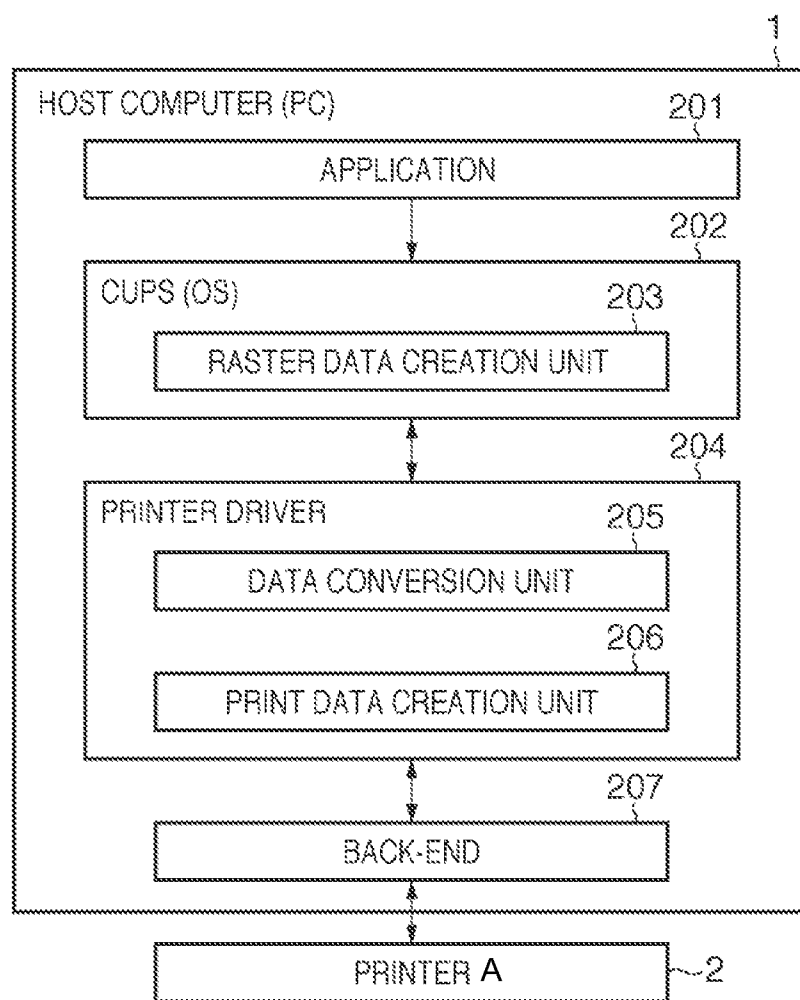 1
HOST COMPUTER (PC)
201
APPLICATION
202
CUPS (OS)
203
RASTER DATA CREATION UNIT
204
PRINTER DRIVER
205
DATA CONVERSION UNIT
206
PRINT DATA CREATION UNIT
207
BACK-END
PRINTER A
2